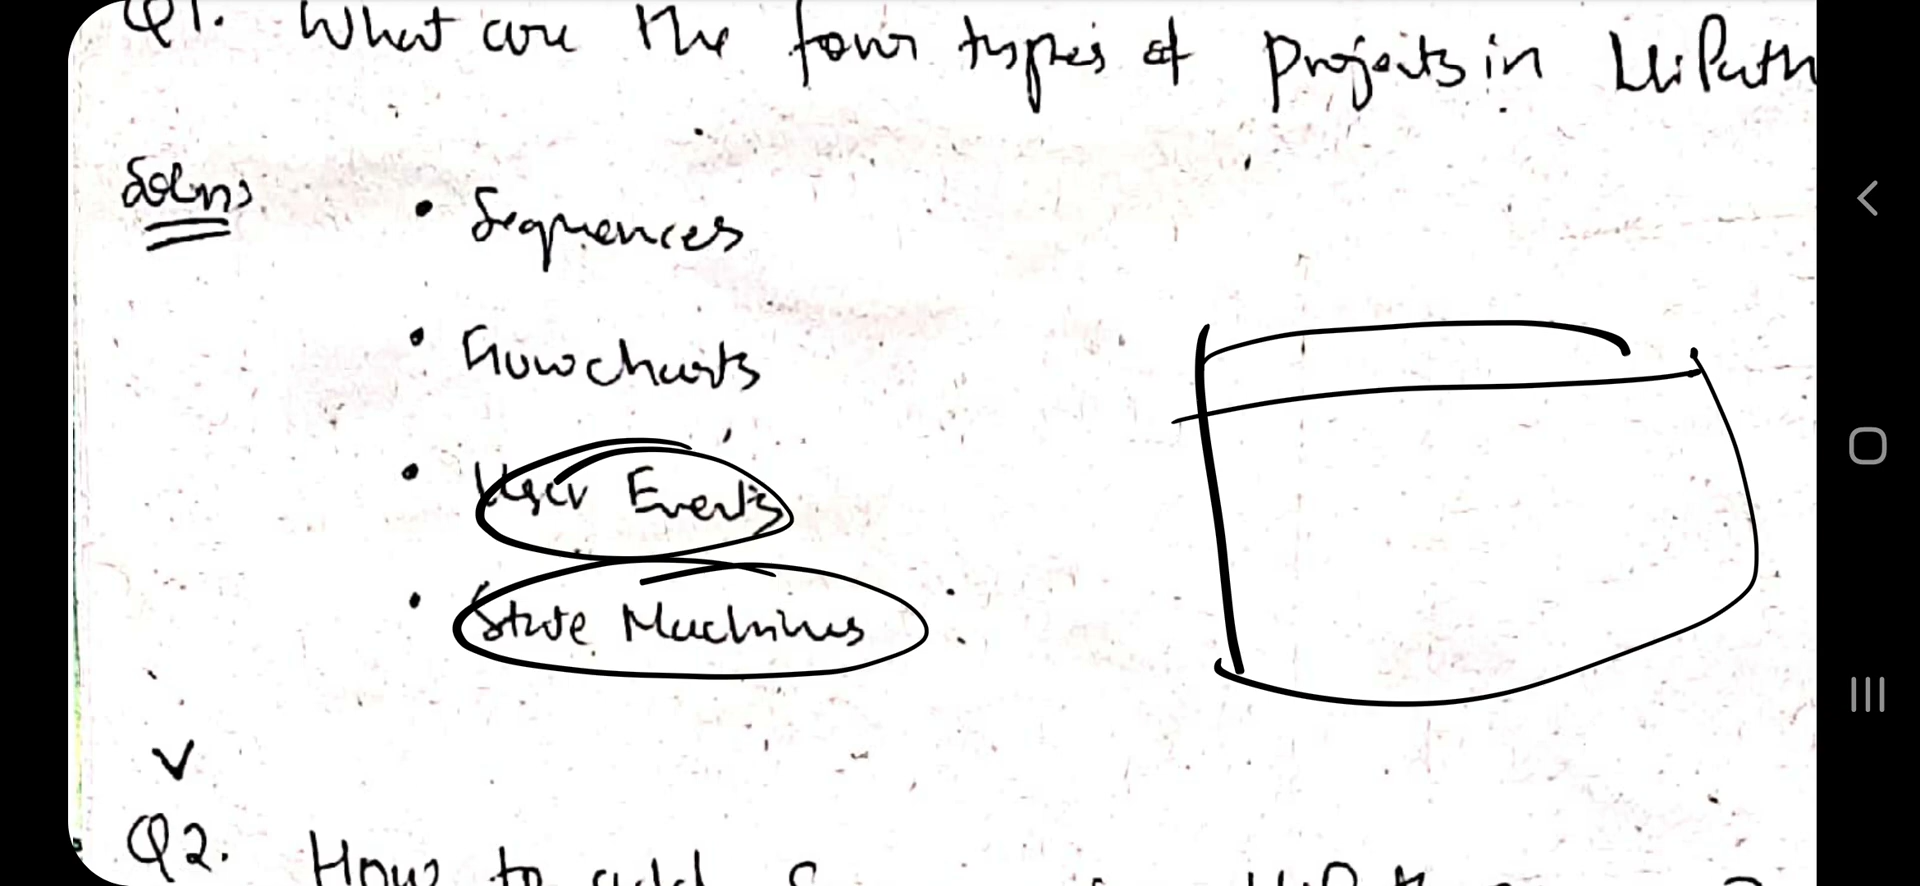 Q1. What are the four types of projects in UiPath
Solns
• Sequences
• Flowcharts
• User Events
• State Machines
Q2. How to add